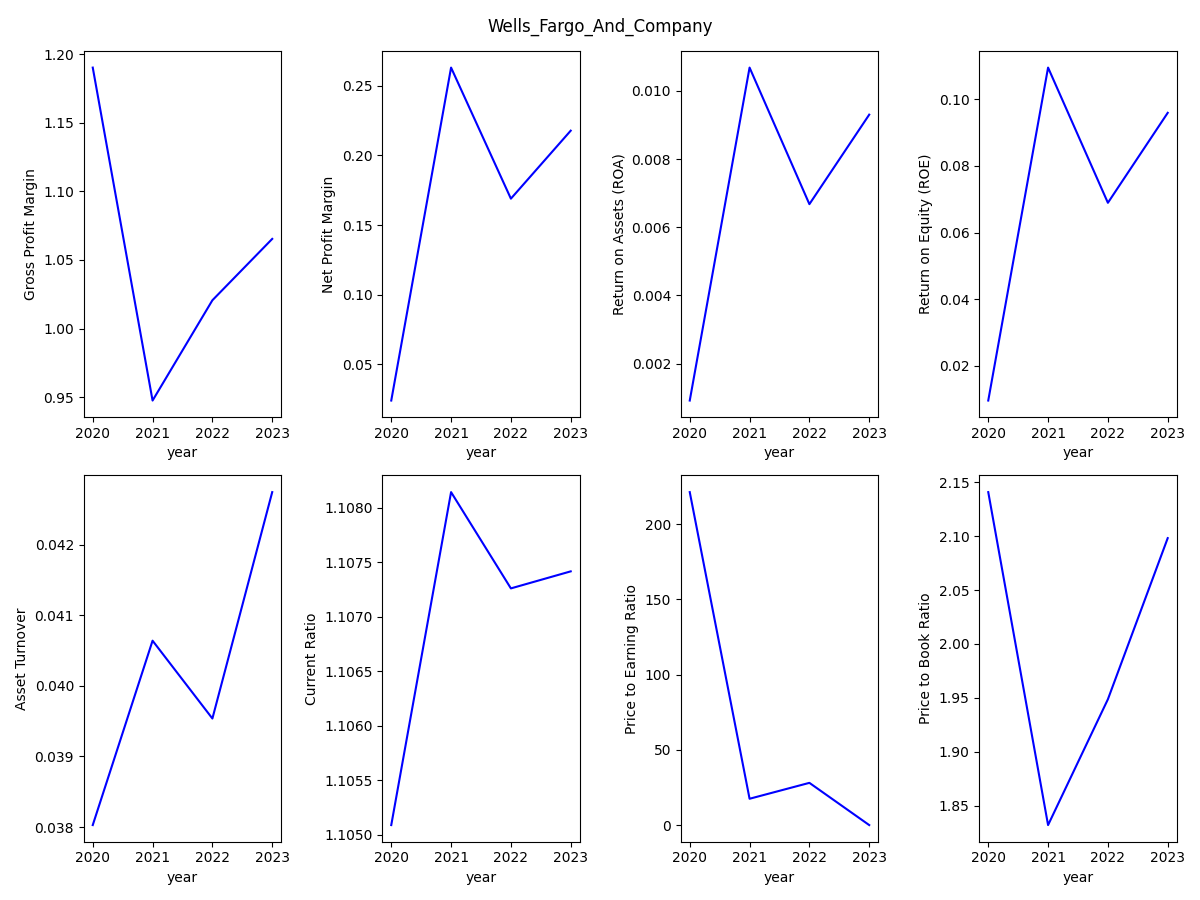 Wells_Fargo_And_Company
Gross Profit Margin
1.20
1.15
1.10
1.05
1.00
0.95
2020 2021 2022 2023
year
Net Profit Margin
0.25
0.20
0.15
0.10
0.05
2020 2021 2022 2023
year
Return on Assets (ROA)
0.010
0.008
0.006
0.004
0.002
2020 2021 2022 2023
year
Return on Equity (ROE)
0.10
0.08
0.06
0.04
0.02
2020 2021 2022 2023
year
Asset Turnover
0.042
0.041
0.040
0.039
0.038
2020 2021 2022 2023
year
Current Ratio
1.1080
1.1075
1.1070
1.1065
1.1060
1.1055
1.1050
2020 2021 2022 2023
year
Price to Earning Ratio
200
150
100
50
0
2020 2021 2022 2023
year
Price to Book Ratio
2.15
2.10
2.05
2.00
1.95
1.90
1.85
2020 2021 2022 2023
year